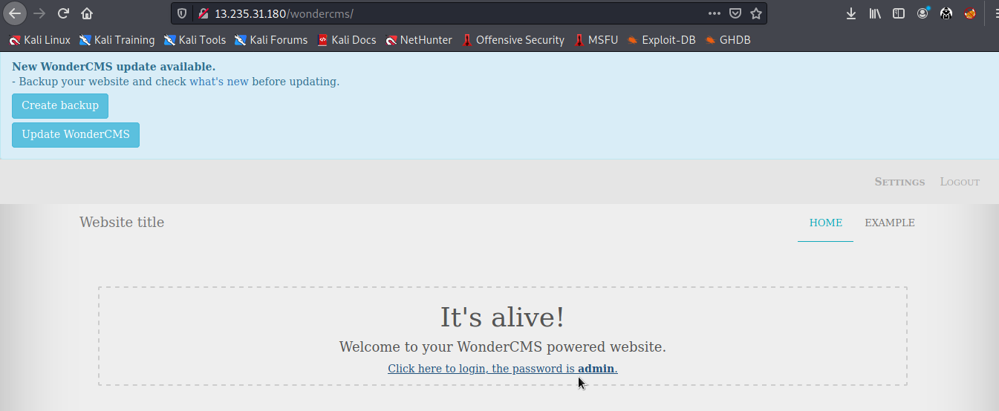 13.235.31.180/wondercms/
Kali Linux Kali Training Kali Tools Kali Forums Kali Docs NetHunter Offensive Security MSFU Exploit-DB GHDB
New WonderCMS update available.
- Backup your website and check what's new before updating.
Create backup
Update WonderCMS
Settings Logout
Website title HOME EXAMPLE
It's alive!
Welcome to your WonderCMS powered website.
Click here to login, the password is admin.